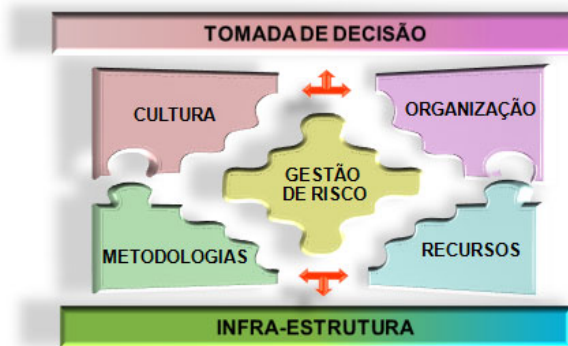 TOMADA DE DECISÃO
CULTURA
ORGANIZAÇÃO
GESTÃO
DE RISCO
METODOLOGIAS
RECURSOS
INFRA-ESTRUTURA